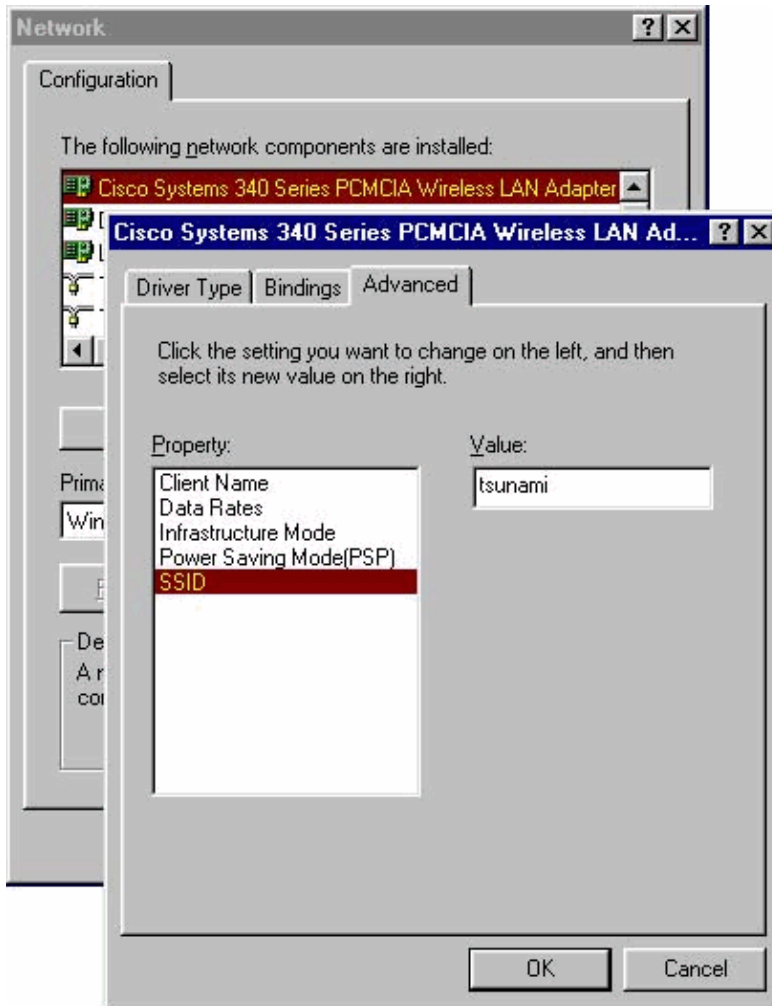 Network
Configuration
The following network components are installed:
Cisco Systems 340 Series PCMCIA Wireless LAN Adapter
Cisco Systems 340 Series PCMCIA Wireless LAN Ad...
Driver Type Bindings Advanced
Click the setting you want to change on the left, and then
select its new value on the right.
Property:
Client Name
Data Rates
Infrastructure Mode
Power Saving Mode(PSP)
SSID
Value:
tsunami
Prima
Win
De
A r
co
OK Cancel